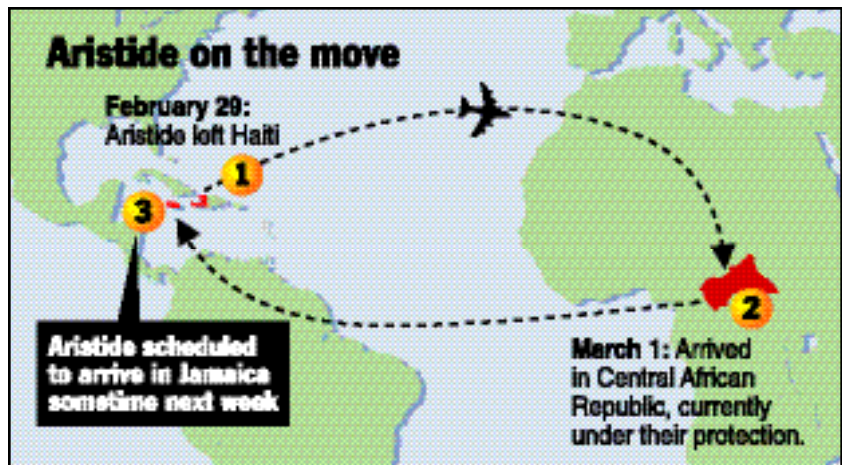 Aristide on the move
February 29:
Aristide left Haiti
1
3
2
Aristide scheduled
to arrive in Jamaica
sometime next week
March 1: Arrived
in Central African
Republic, currently
under their protection.